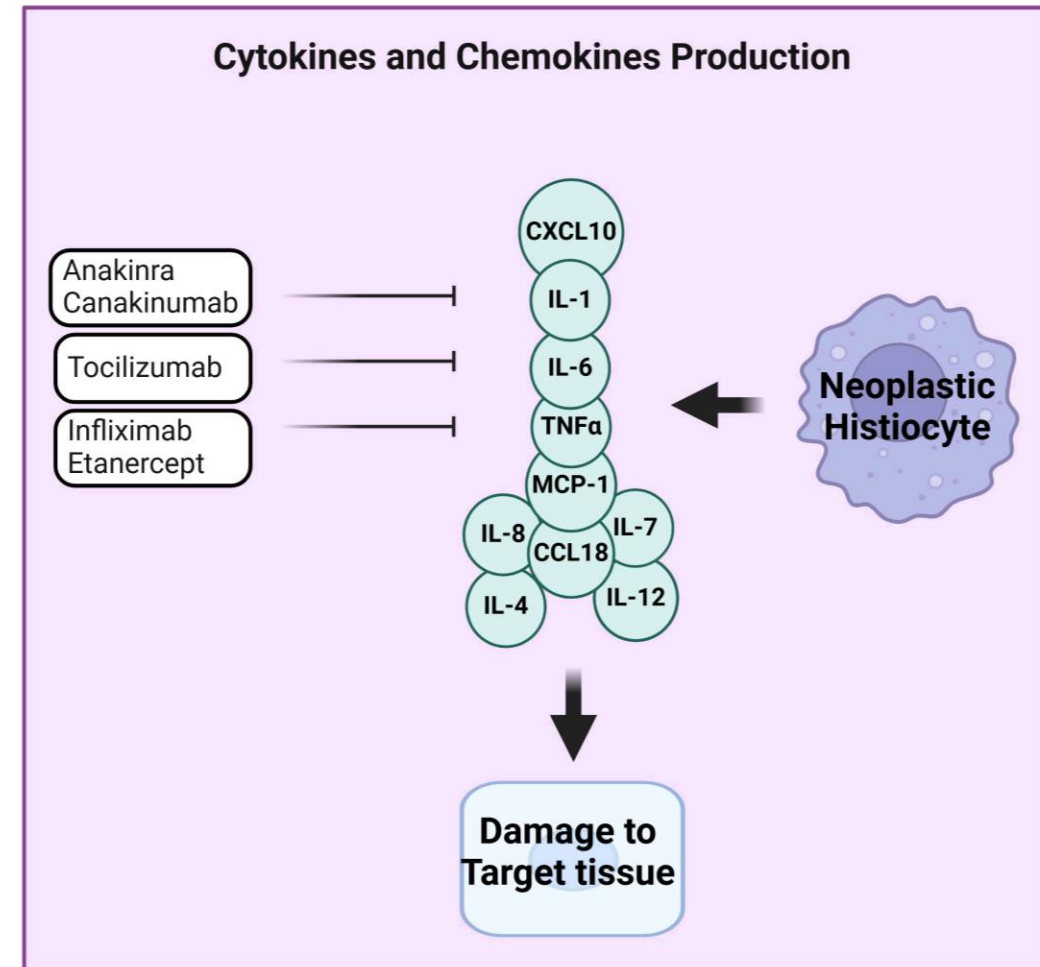 Cytokines and Chemokines Production
Anakinra
Canakinumab
Tocilizumab
Infliximab
Etanercept
CXCL10
IL-1
IL-6
TNFα
MCP-1
IL-8
IL-7
CCL18
IL-4
IL-12
Neoplastic
Histiocyte
Damage to
Target tissue